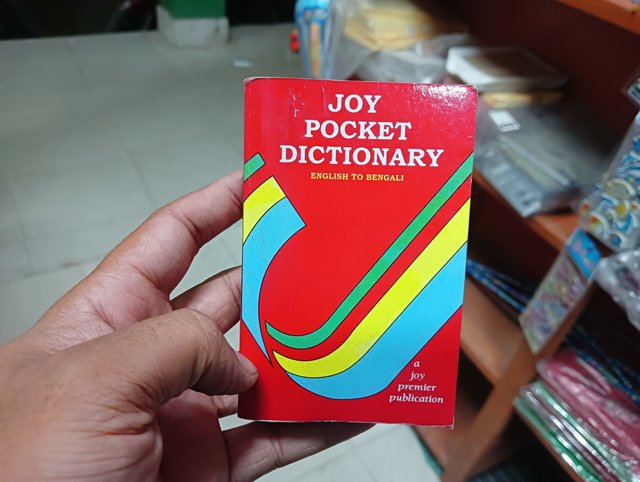 JOY
POCKET
DICTIONARY
ENGLISH TO BENGALI
a
joy
premier
publication